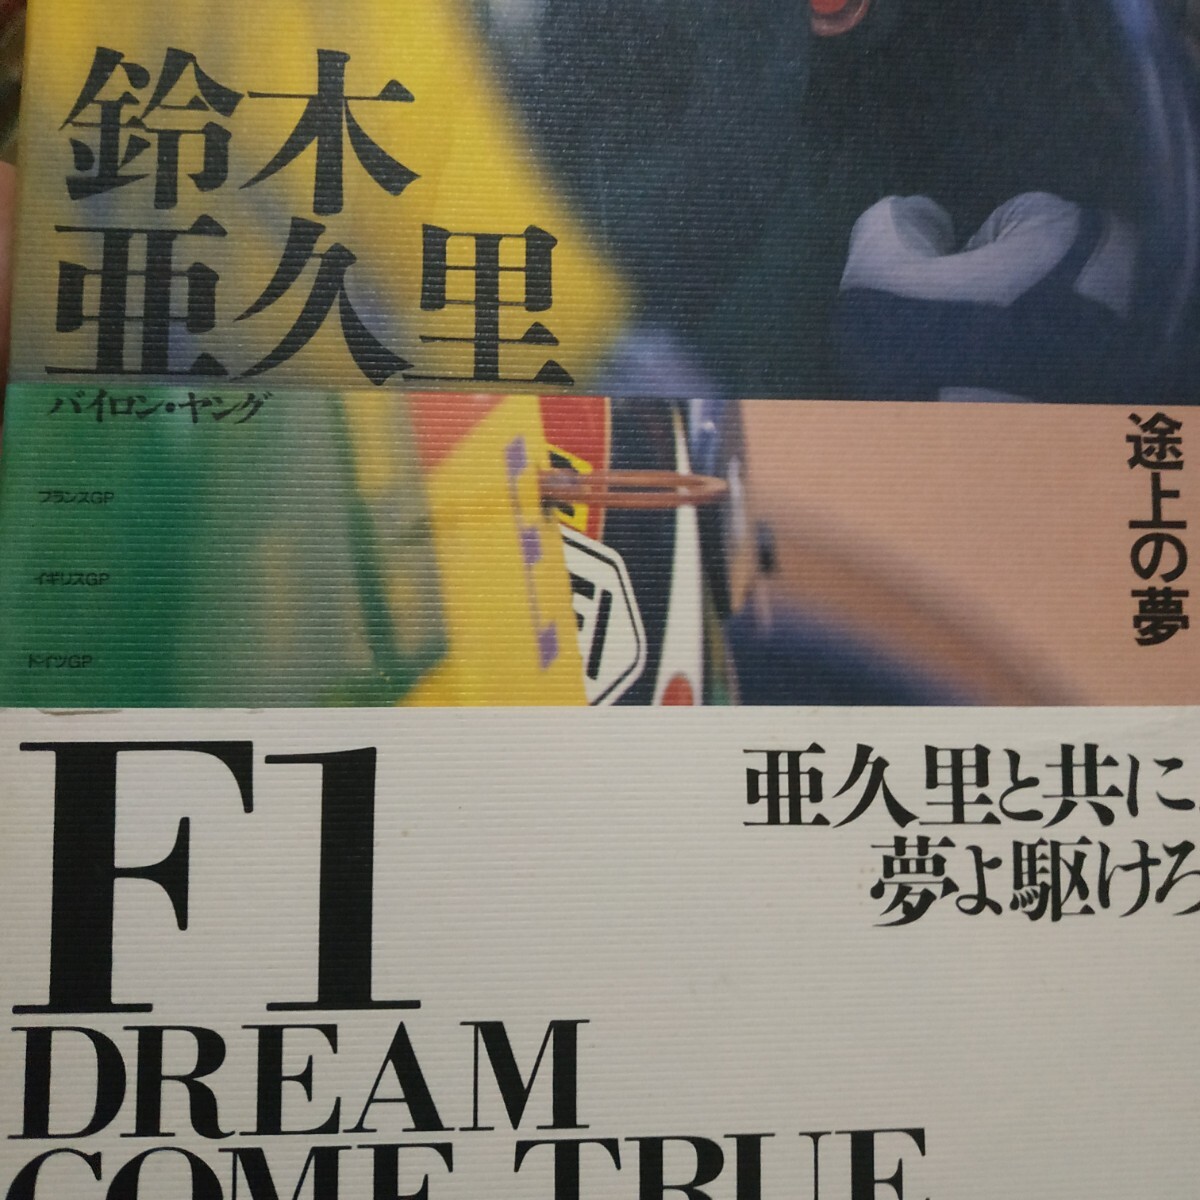 鈴木
亜久里
バイロン・ヤング
フランスGP
イギリスGP
ドイツGP
途上の夢
F1
亜久里と共に
夢よ駆けろ
DREAM
COME TRUE